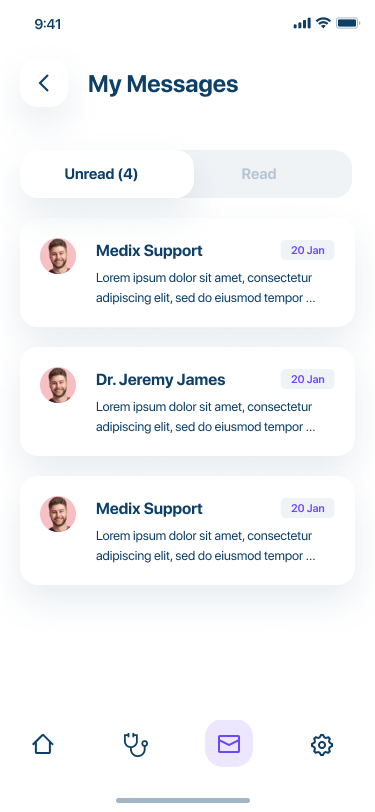 9:41
My Messages
Unread (4)
Read
Medix Support
20 Jan
Lorem ipsum dolor sit amet, consectetur
adipiscing elit, sed do eiusmod tempor ...
Dr. Jeremy James
20 Jan
Lorem ipsum dolor sit amet, consectetur
adipiscing elit, sed do eiusmod tempor ...
Medix Support
20 Jan
Lorem ipsum dolor sit amet, consectetur
adipiscing elit, sed do eiusmod tempor ...